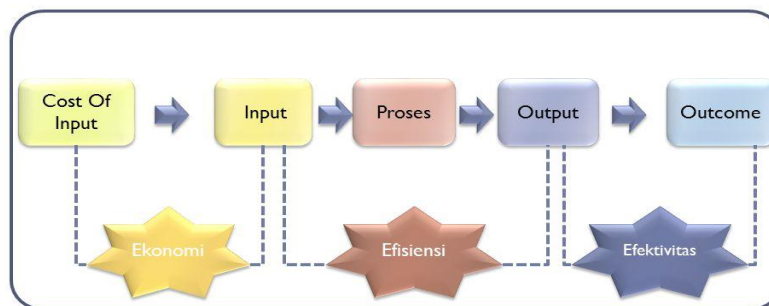 Cost Of
Input
Input
Proses
Output
Outcome
Ekonomi
Efisiensi
Efektivitas